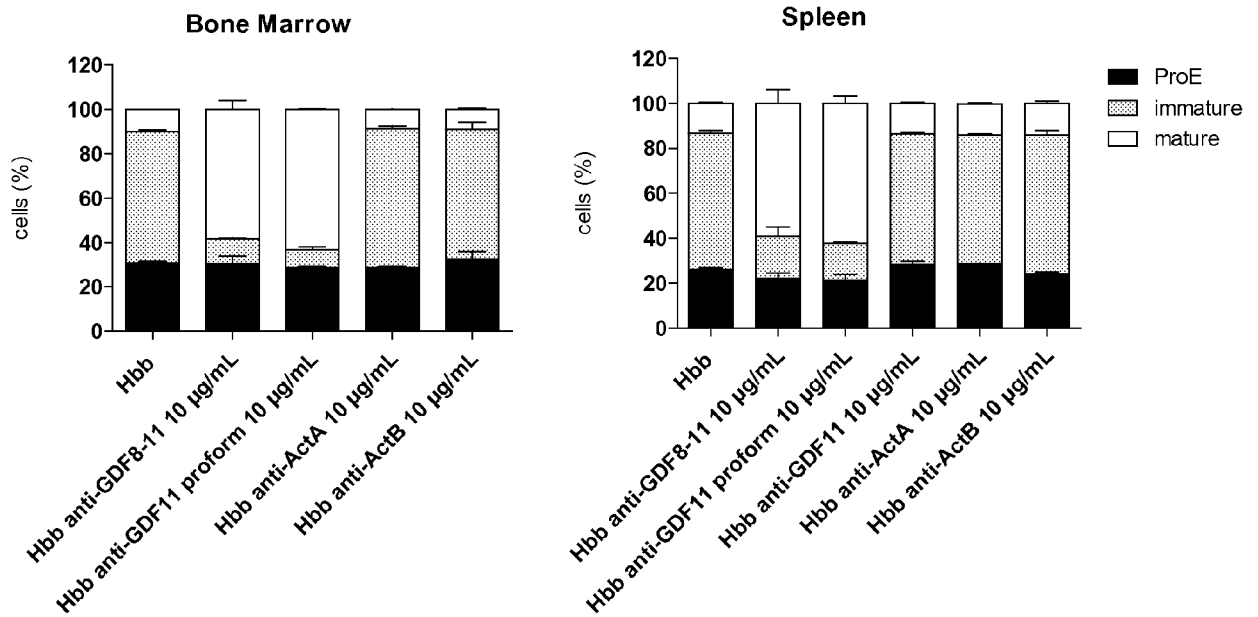 Bone Marrow
cells (%)
120
100
80
60
40
20
0
Hbb
Hbb anti-GDF8-11 10 µg/mL
Hbb anti-GDF11 proform 10 µg/mL
Hbb anti-ActA 10 µg/mL
Hbb anti-ActB 10 µg/mL
Spleen
cells (%)
120
100
80
60
40
20
0
Hbb
Hbb anti-GDF8-11 10 µg/mL
Hbb anti-GDF11 proform 10 µg/mL
Hbb anti-GDF11 10 µg/mL
Hbb anti-ActA 10 µg/mL
Hbb anti-ActB 10 µg/mL
ProE
immature
mature